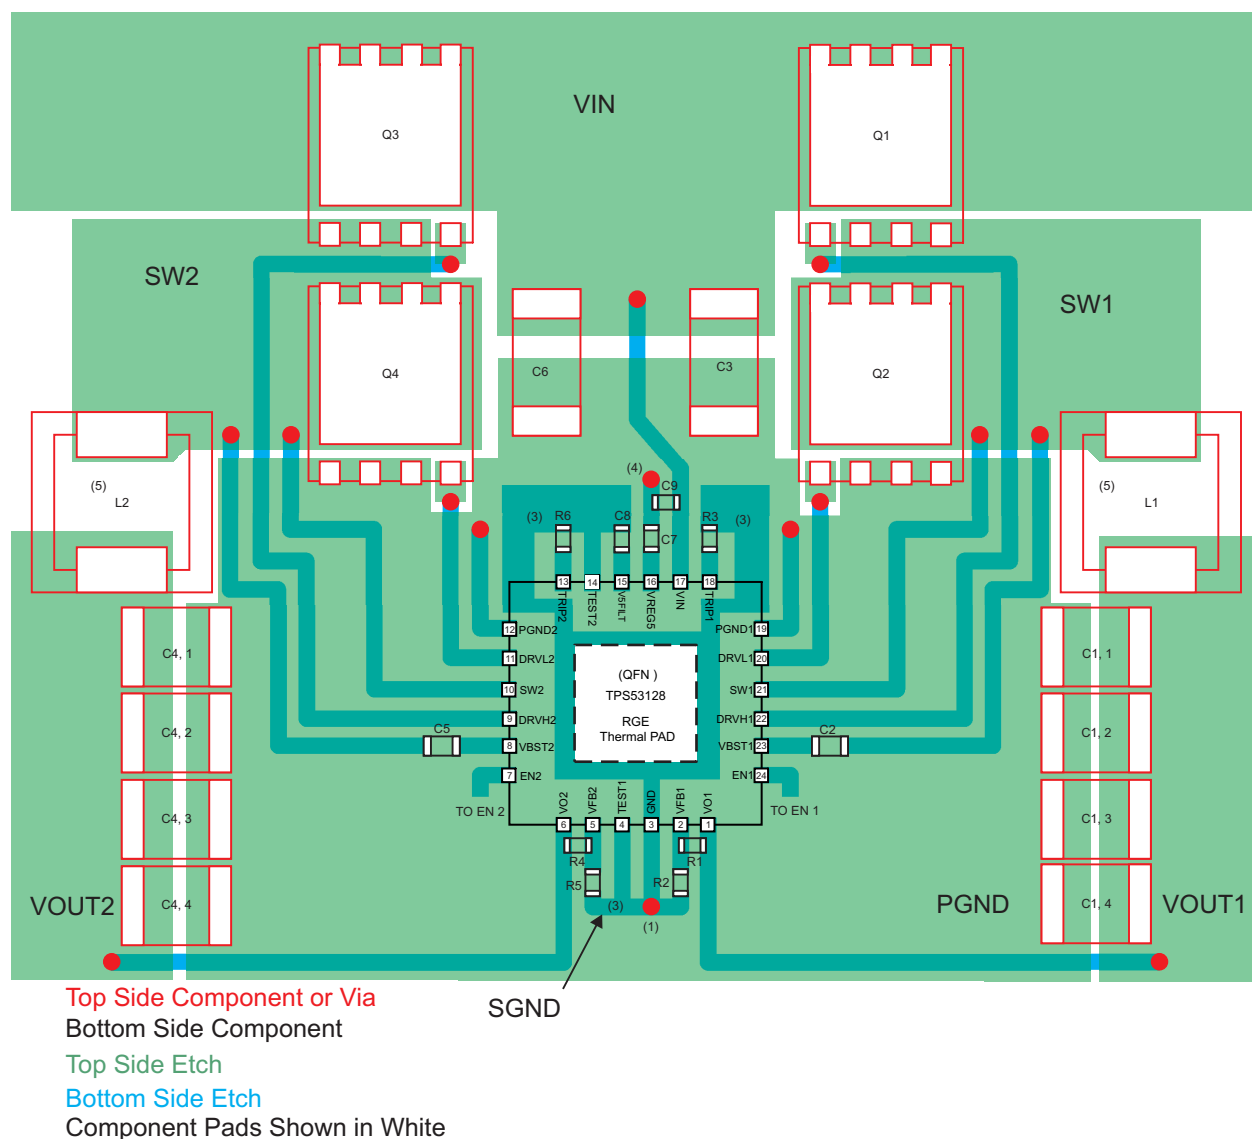 VIN
Q3
Q1
SW2
SW1
Q4
C6
C3
Q2
(5)
L2
(5)
L1
(4)
C9
(3)
R6
C8
C7
R3
(3)
13
14
15
16
17
18
TRIP2
TEST2
V5FILT
VREG5
VIN
TRIP1
12
PGND2
PGND1
19
11
DRVL2
DRVL1
20
10
SW2
SW1
21
9
DRVH2
DRVH1
22
8
VBST2
VBST1
23
7
EN2
EN1
24
(QFN )
TPS53128
RGE
Thermal PAD
C5
C2
TO EN 2
TO EN 1
VO2
VFB2
TEST1
GND
VFB1
VO1
6
5
4
3
2
1
R4
R1
R5
R2
(3)
(1)
C4, 1
C4, 2
C4, 3
C4, 4
C1, 1
C1, 2
C1, 3
C1, 4
VOUT2
PGND
VOUT1
SGND
Top Side Component or Via
Bottom Side Component
Top Side Etch
Bottom Side Etch
Component Pads Shown in White